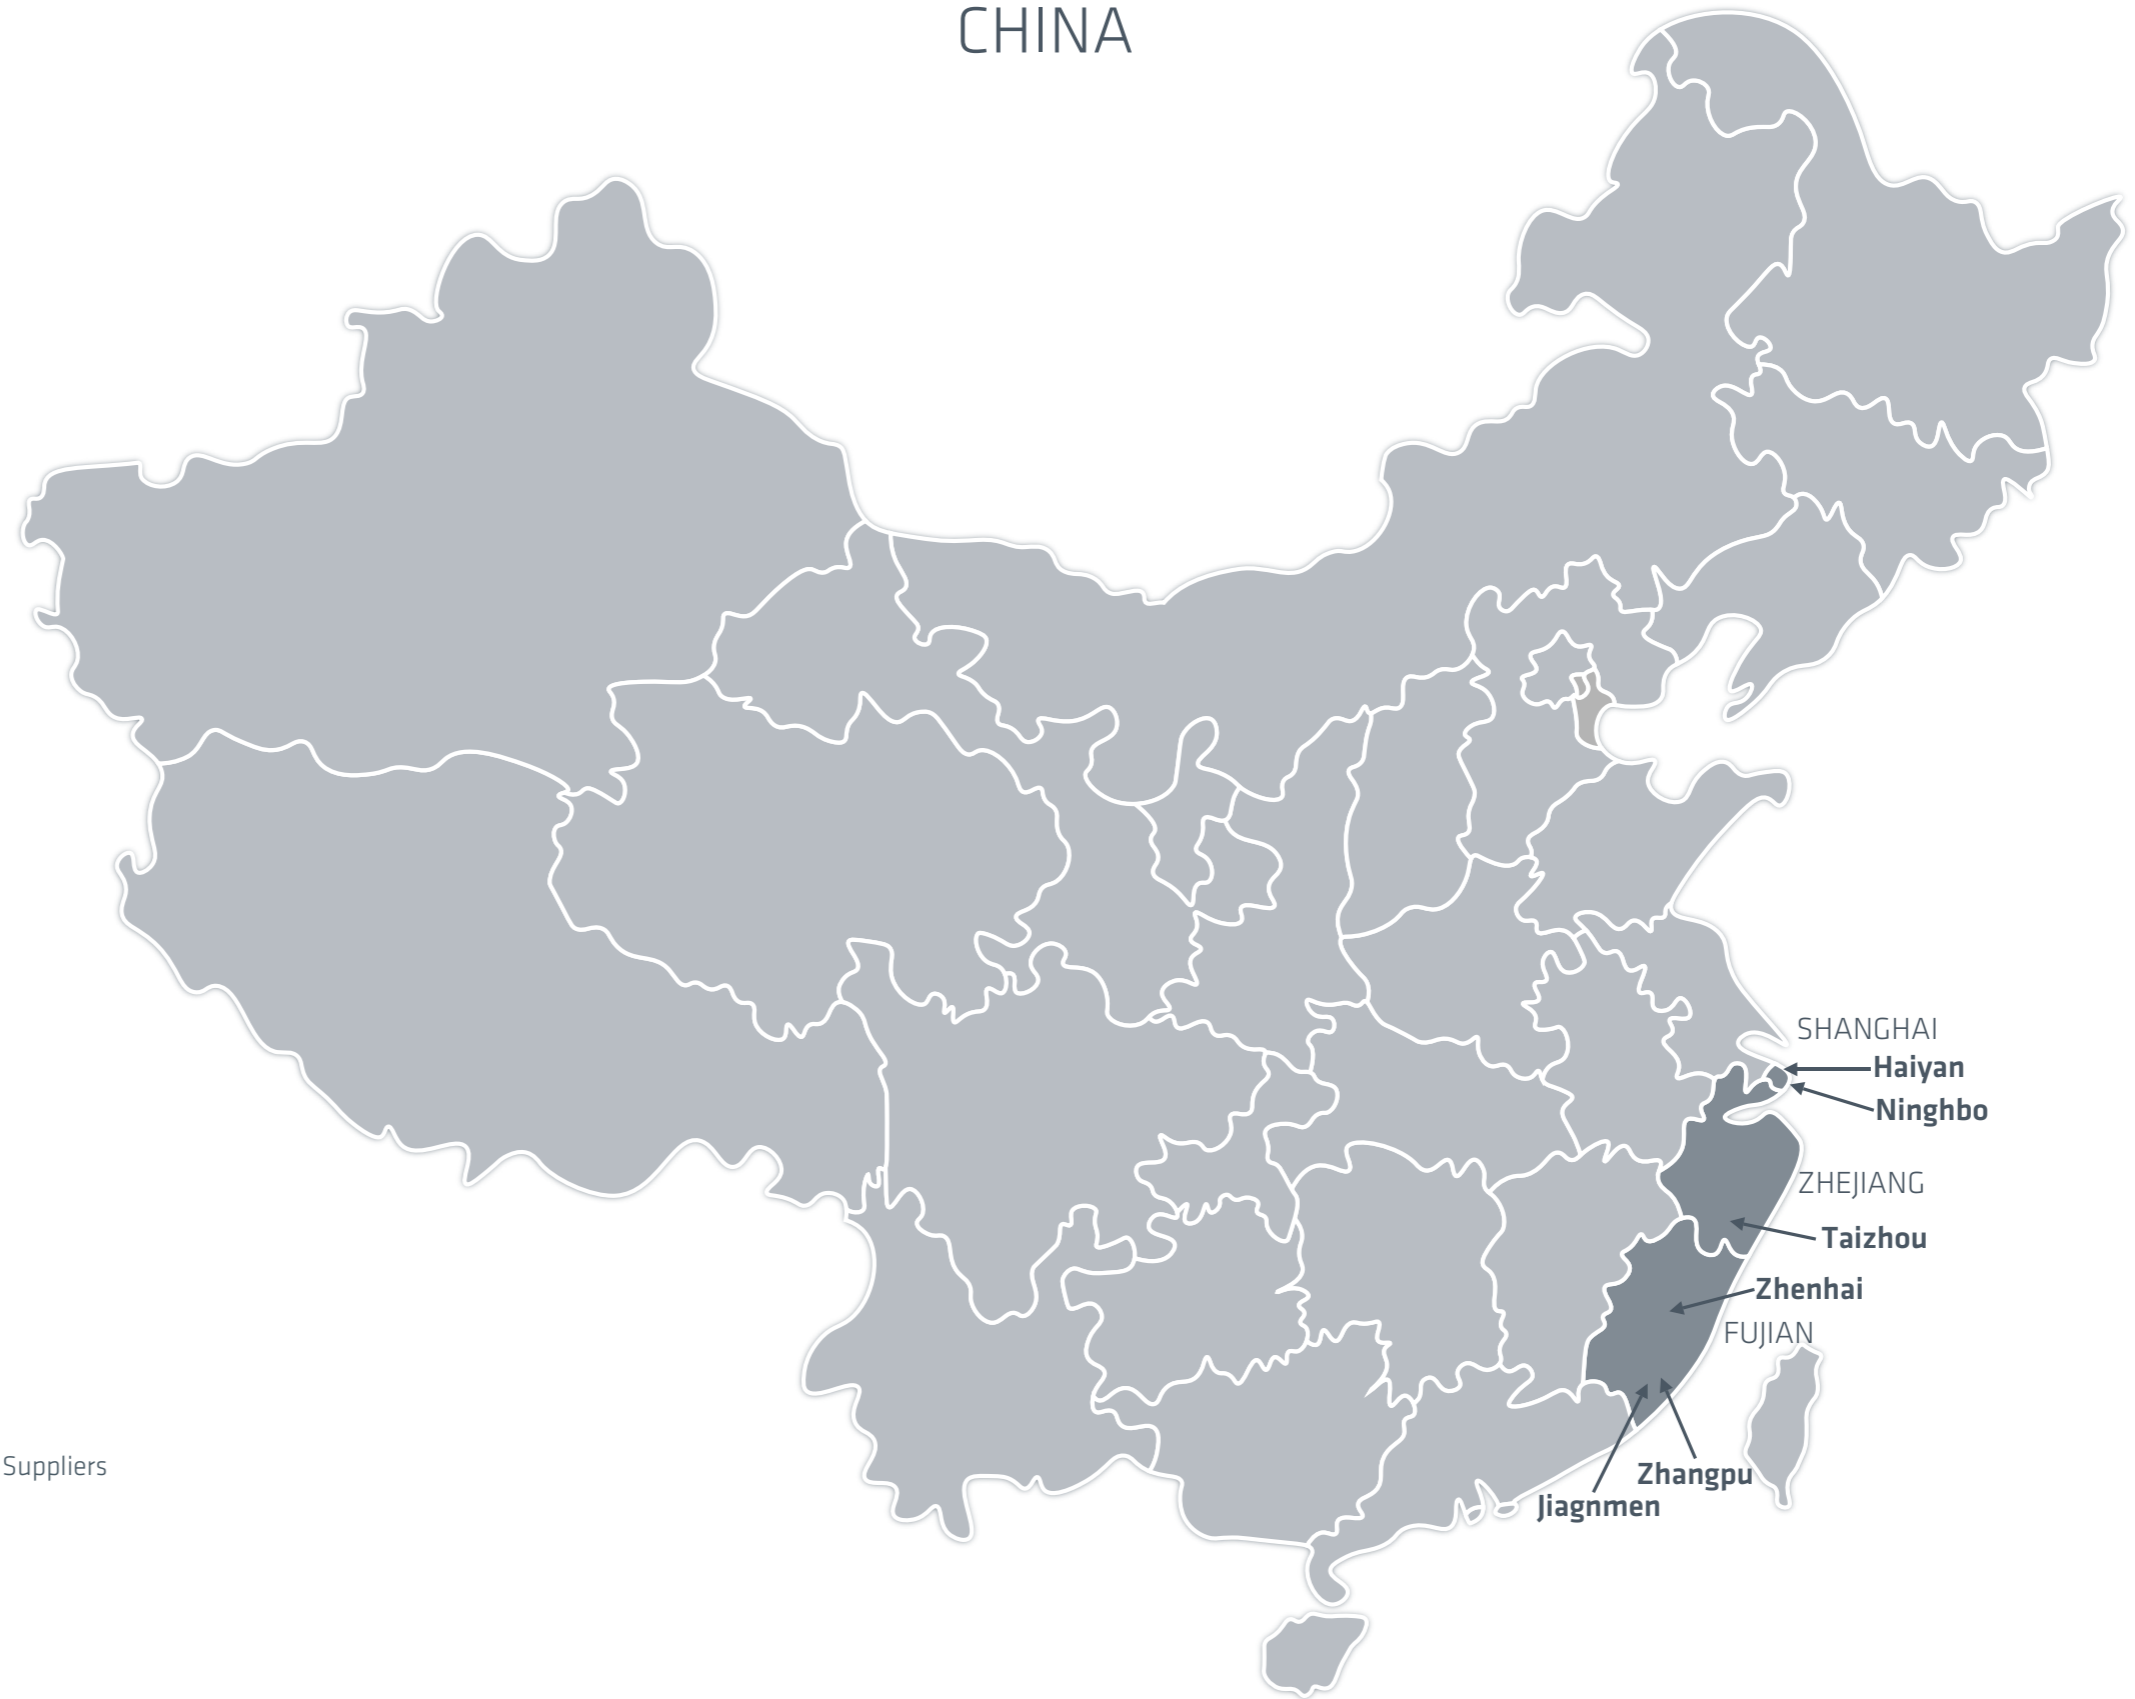 CHINA
SHANGHAI
Haiyan
Ninghbo
ZHEJIANG
Taizhou
Zhenhai
FUJIAN
Suppliers
Zhangpu
Jiagnmen